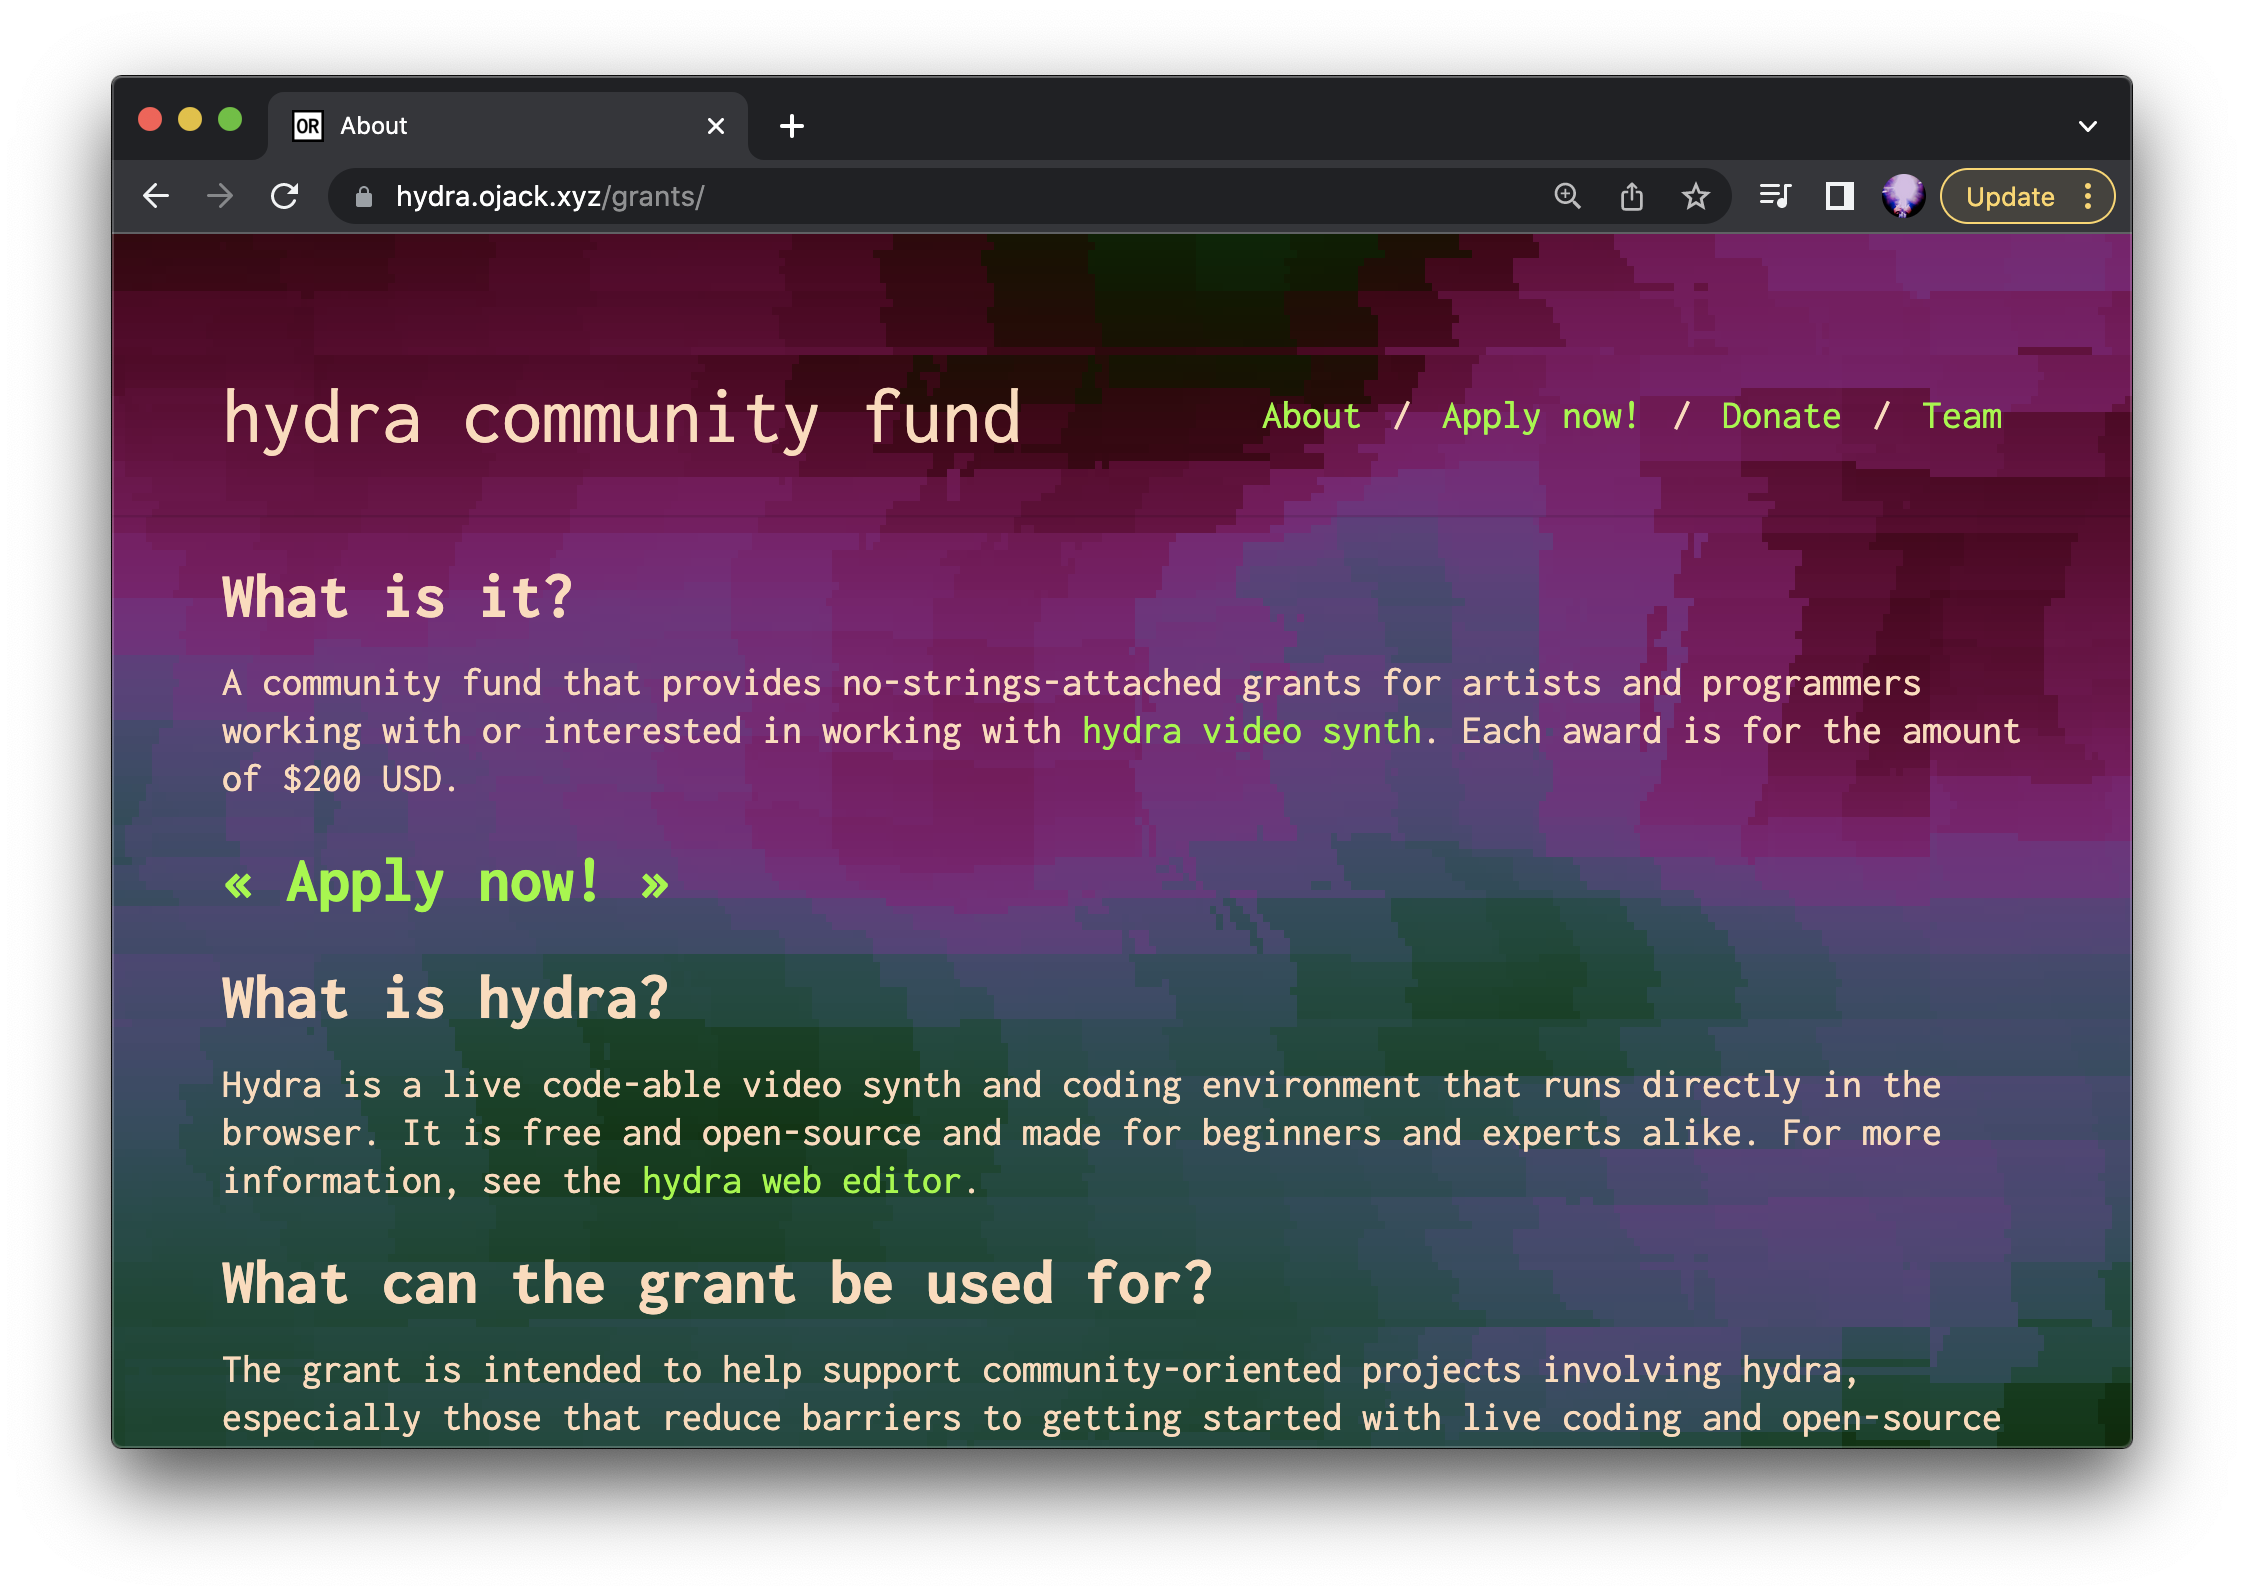 OR About
hydra.ojack.xyz/grants/
Update
hydra community fund
About / Apply now! / Donate / Team
What is it?
A community fund that provides no-strings-attached grants for artists and programmers
working with or interested in working with hydra video synth. Each award is for the amount
of $200 USD.
« Apply now! »
What is hydra?
Hydra is a live code-able video synth and coding environment that runs directly in the
browser. It is free and open-source and made for beginners and experts alike. For more
information, see the hydra web editor.
What can the grant be used for?
The grant is intended to help support community-oriented projects involving hydra,
especially those that reduce barriers to getting started with live coding and open-source